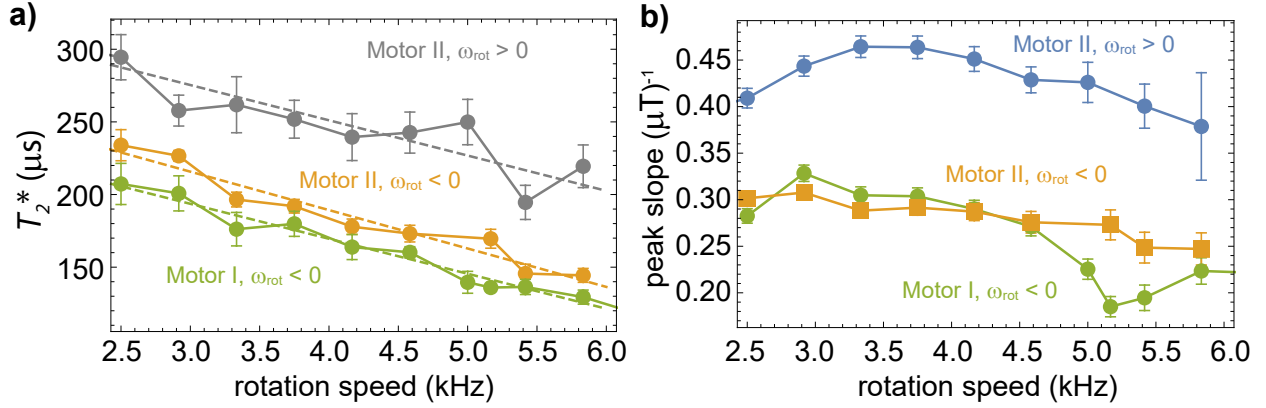 a)
300
250
200
150
T2* (μs)
Motor II, ωrot > 0
Motor II, ωrot < 0
Motor I, ωrot < 0
2.5 3.0 3.5 4.0 4.5 5.0 5.5 6.0
rotation speed (kHz)
b)
0.45
0.40
0.35
0.30
0.25
0.20
peak slope (μT)-1
Motor II, ωrot > 0
Motor II, ωrot < 0
Motor I, ωrot < 0
2.5 3.0 3.5 4.0 4.5 5.0 5.5 6.0
rotation speed (kHz)